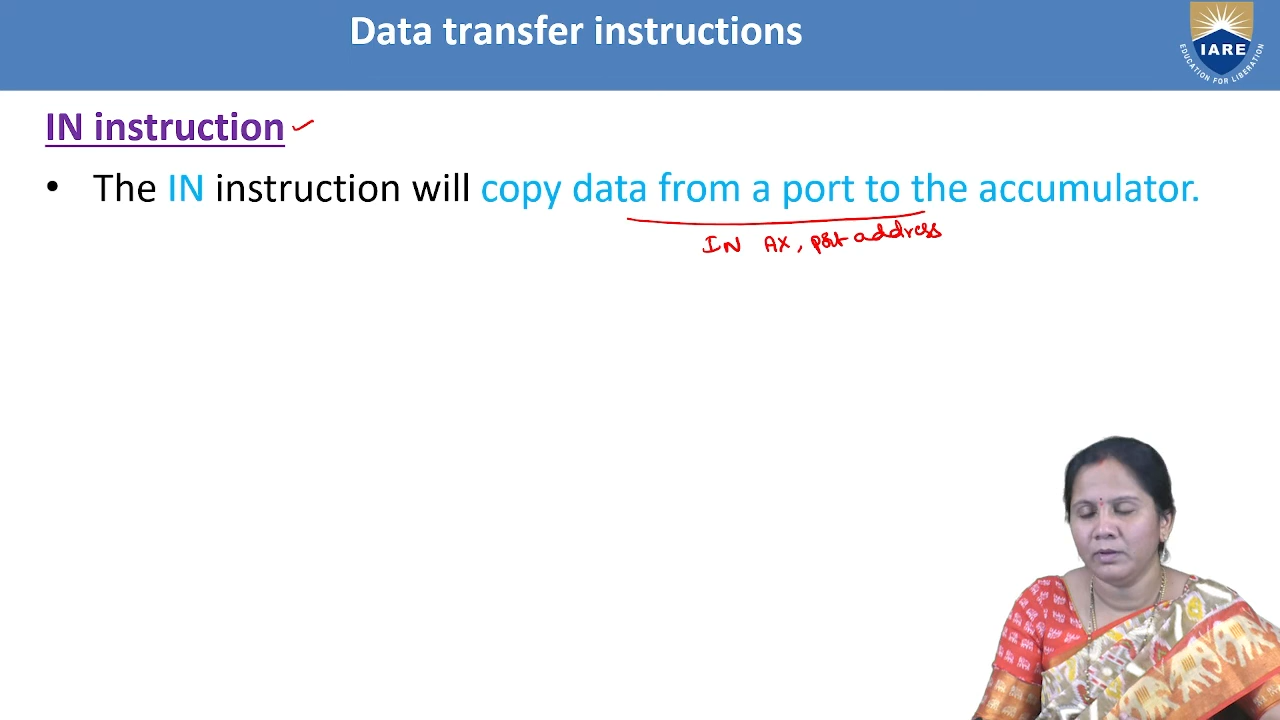 Data transfer instructions
IARE
EDUCATION FOR LIBERATION
IN instruction
• The IN instruction will copy data from a port to the accumulator.
IN AX, port address